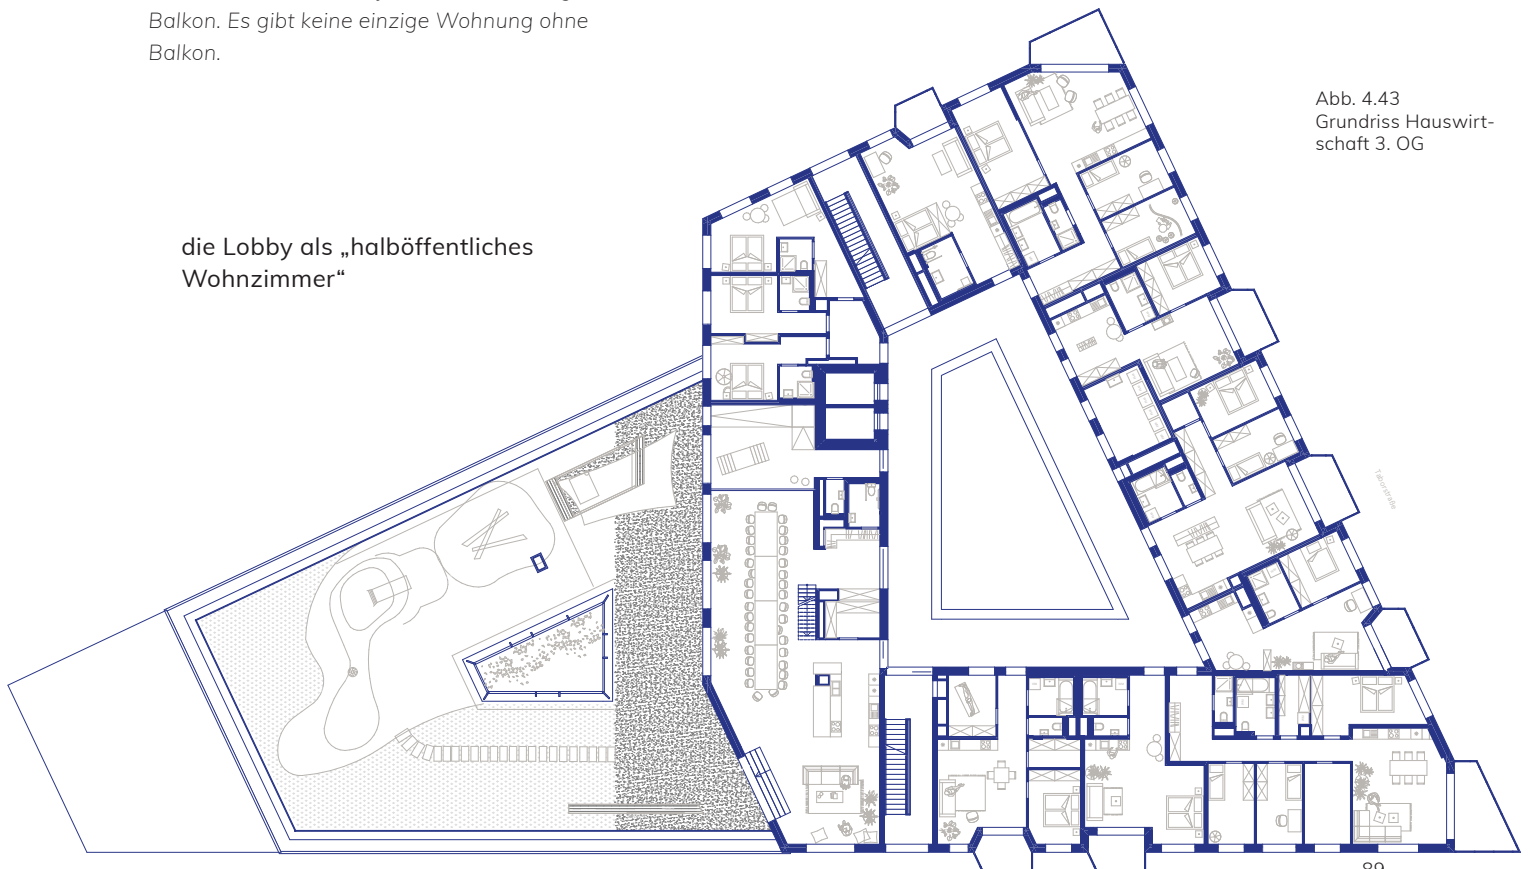 Balkon. Es gibt keine einzige Wohnung ohne
Balkon.
Abb. 4.43
Grundriss Hauswirt-
schaft 3. OG
die Lobby als „halböffentliches
Wohnzimmer“
Taborstraße